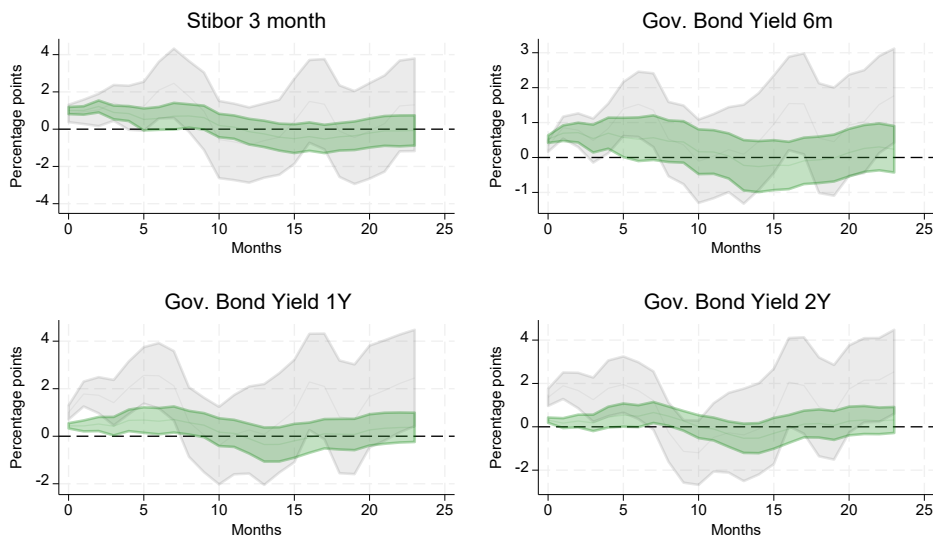 Stibor 3 month
Percentage points
4
2
0
-2
-4
0 5 10 15 20 25
Months
Gov. Bond Yield 6m
Percentage points
3
2
1
0
-1
0 5 10 15 20 25
Months
Gov. Bond Yield 1Y
Percentage points
4
2
0
-2
0 5 10 15 20 25
Months
Gov. Bond Yield 2Y
Percentage points
4
2
0
-2
0 5 10 15 20 25
Months